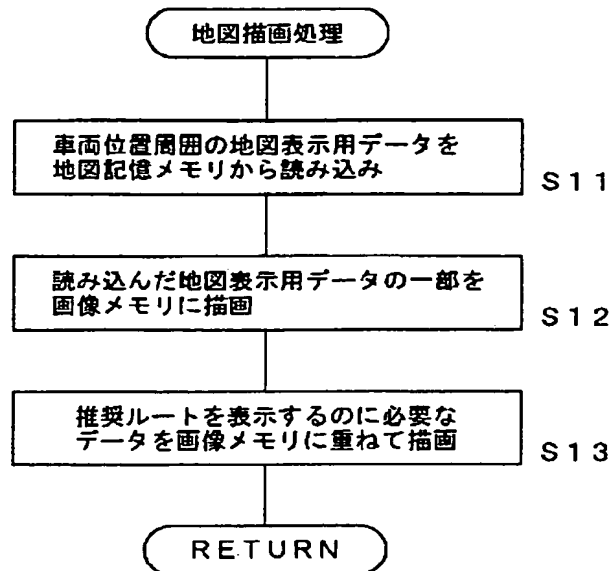 地図描画処理
車両位置周囲の地図表示用データを
地図記憶メモリから読み込み
S11
読み込んだ地図表示用データの一部を
画像メモリに描画
S12
推奨ルートを表示するのに必要な
データを画像メモリに重ねて描画
S13
RETURN